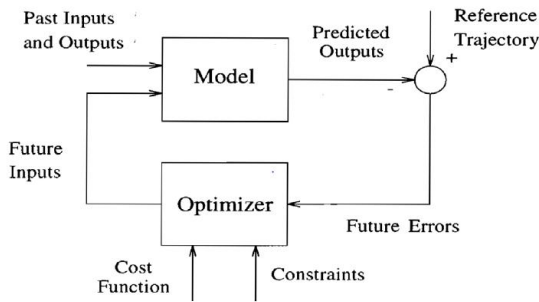 Past Inputs
and Outputs
Model
Predicted
Outputs
Reference
Trajectory
+
-
Future
Inputs
Optimizer
Future Errors
Cost
Function
Constraints